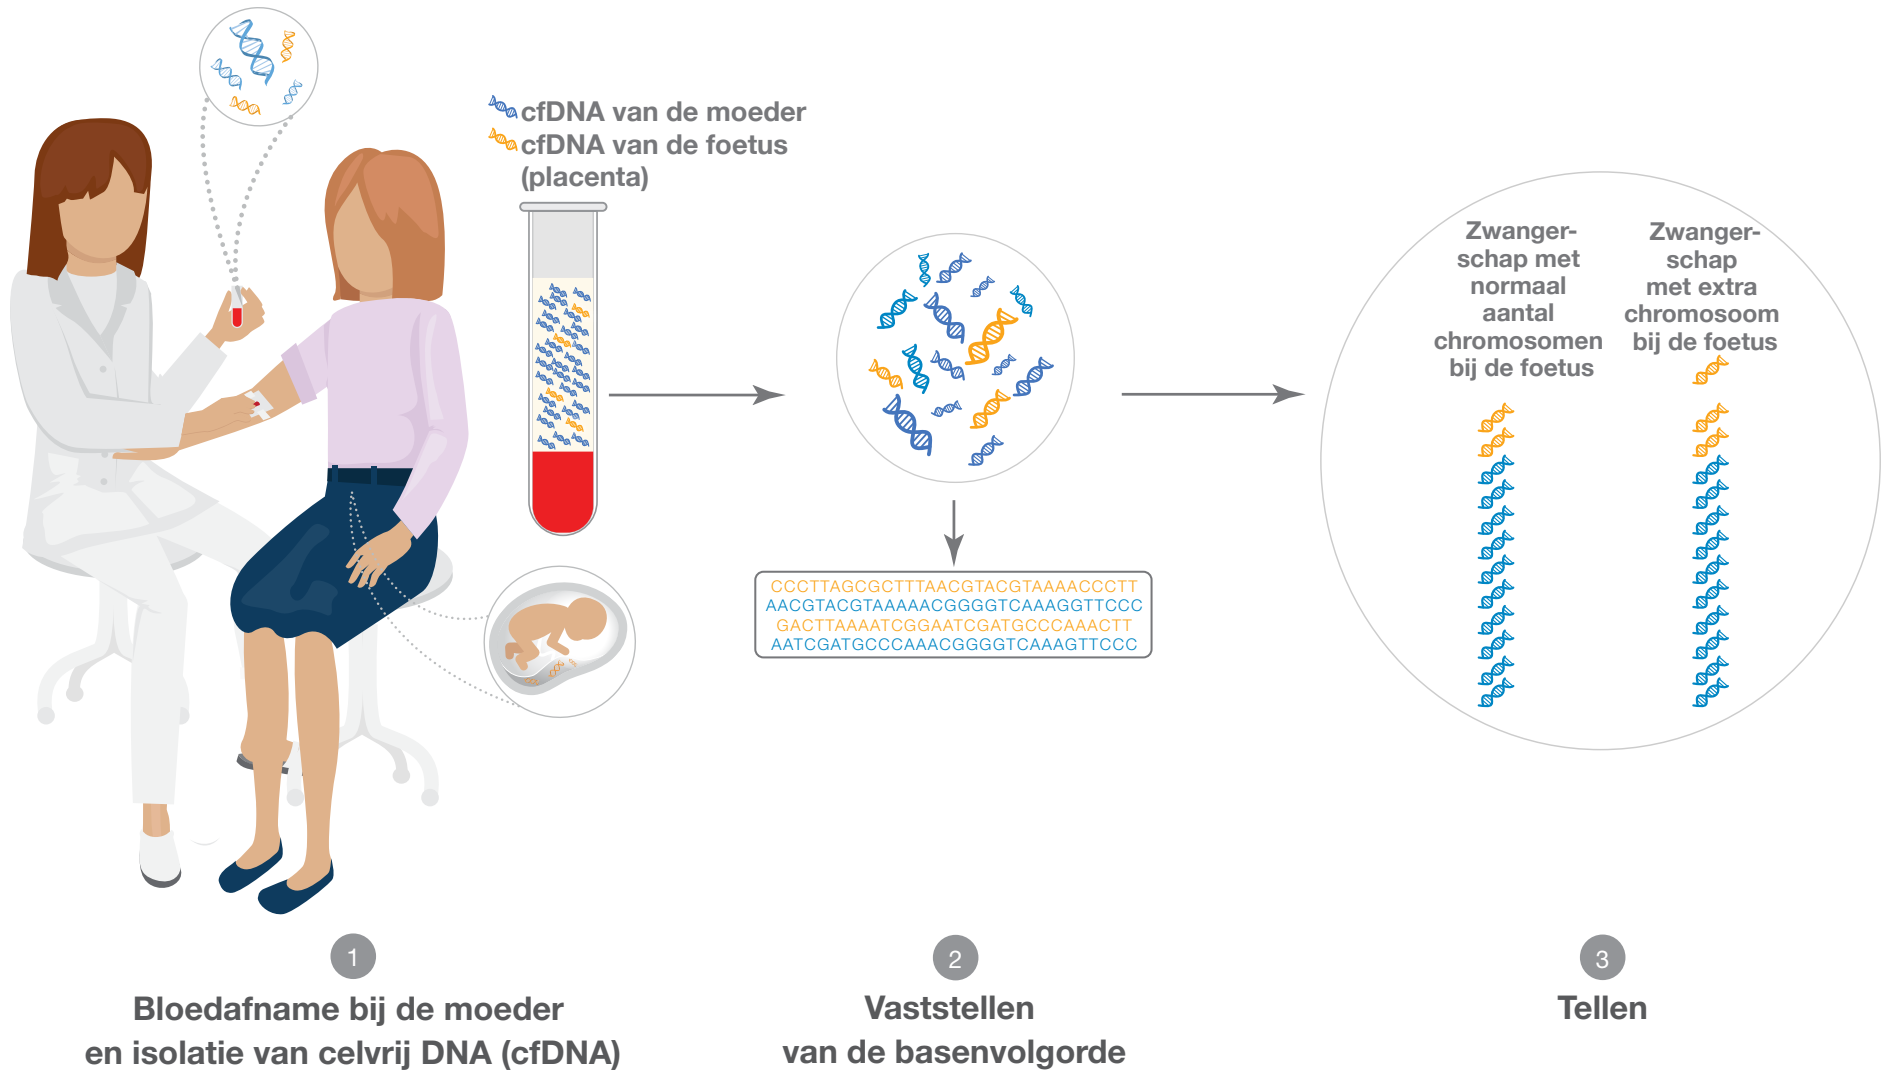 cfDNA van de moeder
cfDNA van de foetus
(placenta)
CCCTTAGCGCTTTAACGTACGTAAAACCCTT
AACGTACGTAAAAACGGGGTCAAAGGTTCCC
GACTTAAAATCGGAATCGATGCCCAAACTT
AATCGATGCCCAAACGGGGTCAAAGTTCCC
Zwanger-
schap met
normaal
aantal
chromosomen
bij de foetus
Zwanger-
schap
met extra
chromosoom
bij de foetus
1
Bloedafname bij de moeder
en isolatie van celvrij DNA (cfDNA)
2
Vaststellen
van de basenvolgorde
3
Tellen